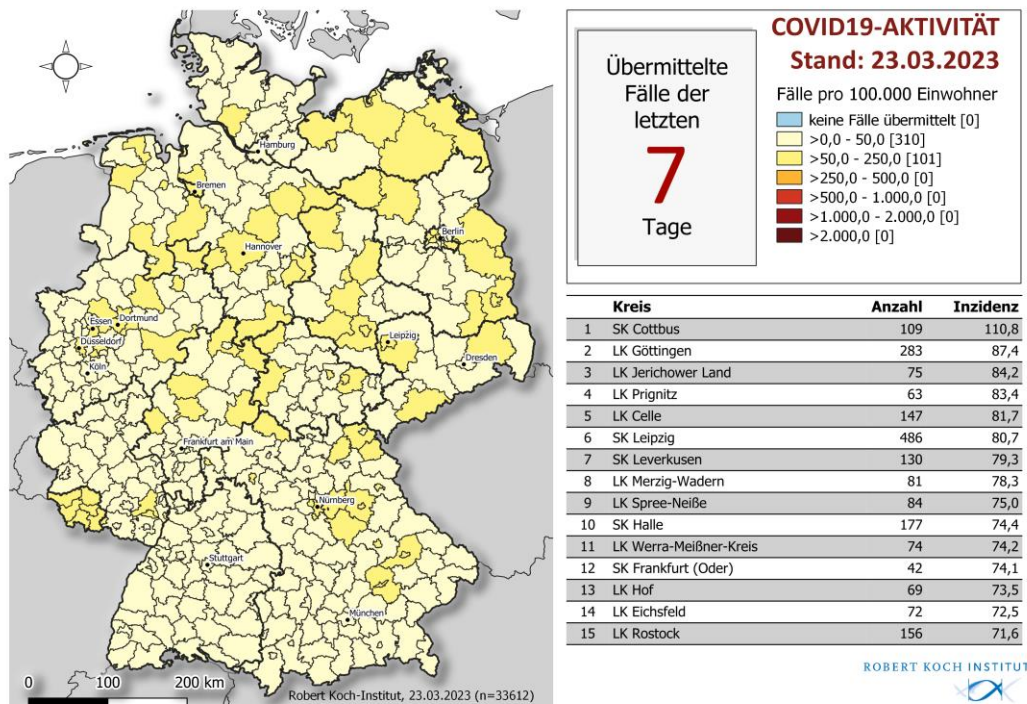 Hamburg
Bremen
Berlin
Hannover
Essen
Dortmund
Düsseldorf
Köln
Leipzig
Dresden
Frankfurt am Main
Nürnberg
Stuttgart
München
0 100 200 km
Robert Koch-Institut, 23.03.2023 (n=33612)
Übermittelte
Fälle der
letzten
7
Tage
COVID19-AKTIVITÄT
Stand: 23.03.2023
Fälle pro 100.000 Einwohner
keine Fälle übermittelt [0]
>0,0 - 50,0 [310]
>50,0 - 250,0 [101]
>250,0 - 500,0 [0]
>500,0 - 1.000,0 [0]
>1.000,0 - 2.000,0 [0]
>2.000,0 [0]
Kreis Anzahl Inzidenz
1 SK Cottbus 109 110,8
2 LK Göttingen 283 87,4
3 LK Jerichower Land 75 84,2
4 LK Prignitz 63 83,4
5 LK Celle 147 81,7
6 SK Leipzig 486 80,7
7 SK Leverkusen 130 79,3
8 LK Merzig-Wadern 81 78,3
9 LK Spree-Neiße 84 75,0
10 SK Halle 177 74,4
11 LK Werra-Meißner-Kreis 74 74,2
12 SK Frankfurt (Oder) 42 74,1
13 LK Hof 69 73,5
14 LK Eichsfeld 72 72,5
15 LK Rostock 156 71,6
ROBERT KOCH INSTITUT